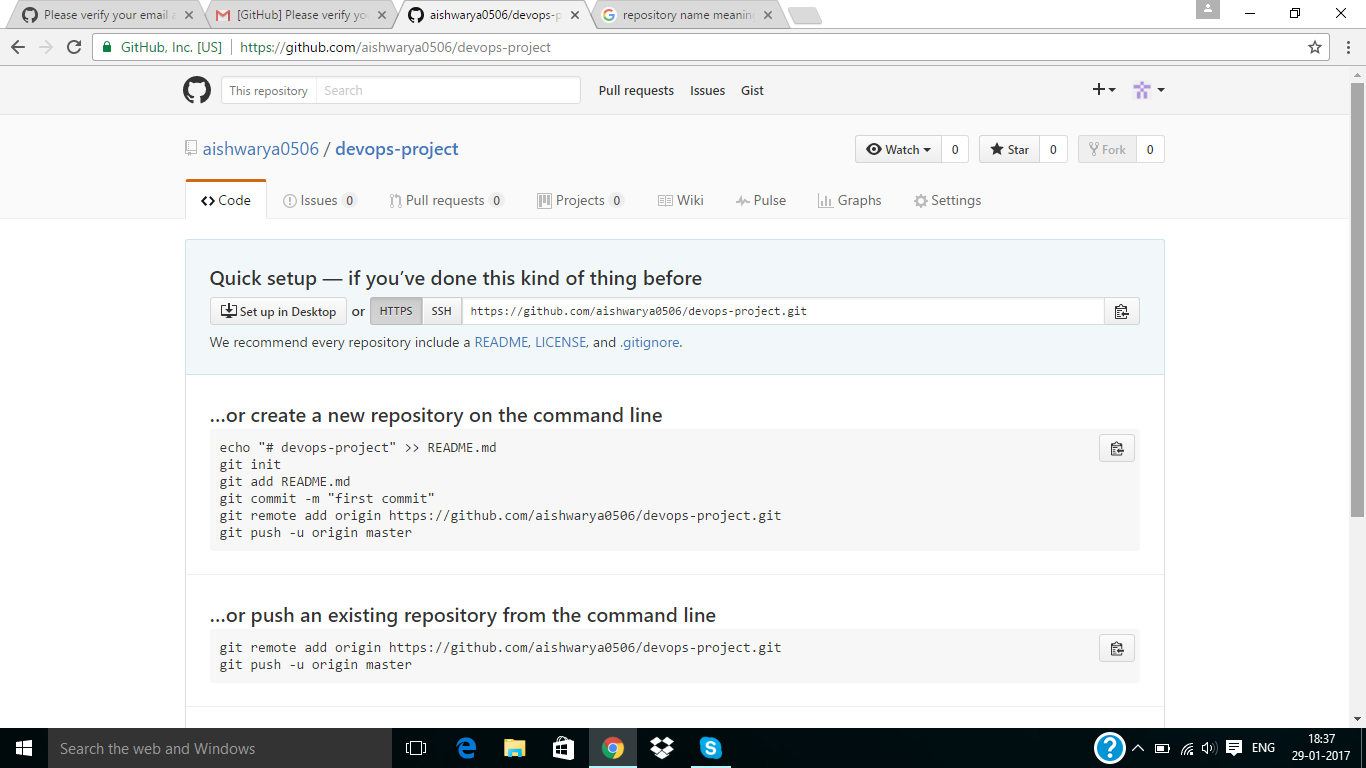 Please verify your email a
[GitHub] Please verify yo
aishwarya0506/devops-p
repository name meanin
GitHub, Inc. [US] https://github.com/aishwarya0506/devops-project
This repository Search Pull requests Issues Gist
aishwarya0506 / devops-project
Watch 0 Star 0 Fork 0
Code Issues 0 Pull requests 0 Projects 0 Wiki Pulse Graphs Settings
Quick setup — if you’ve done this kind of thing before
Set up in Desktop or HTTPS SSH https://github.com/aishwarya0506/devops-project.git
We recommend every repository include a README, LICENSE, and .gitignore.
…or create a new repository on the command line
echo "# devops-project" >> README.md
git init
git add README.md
git commit -m "first commit"
git remote add origin https://github.com/aishwarya0506/devops-project.git
git push -u origin master
…or push an existing repository from the command line
git remote add origin https://github.com/aishwarya0506/devops-project.git
git push -u origin master
Search the web and Windows
ENG
18:37
29-01-2017